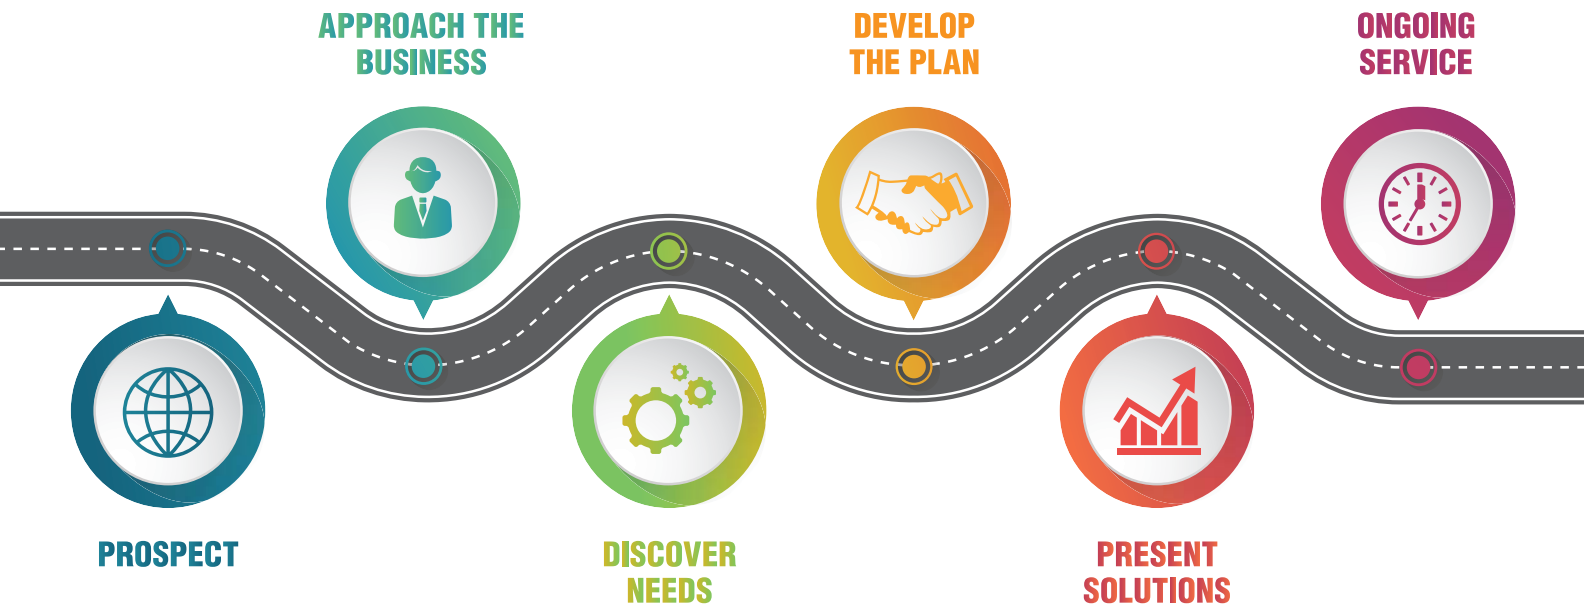 APPROACH THE
BUSINESS
DEVELOP
THE PLAN
ONGOING
SERVICE
PROSPECT
DISCOVER
NEEDS
PRESENT
SOLUTIONS